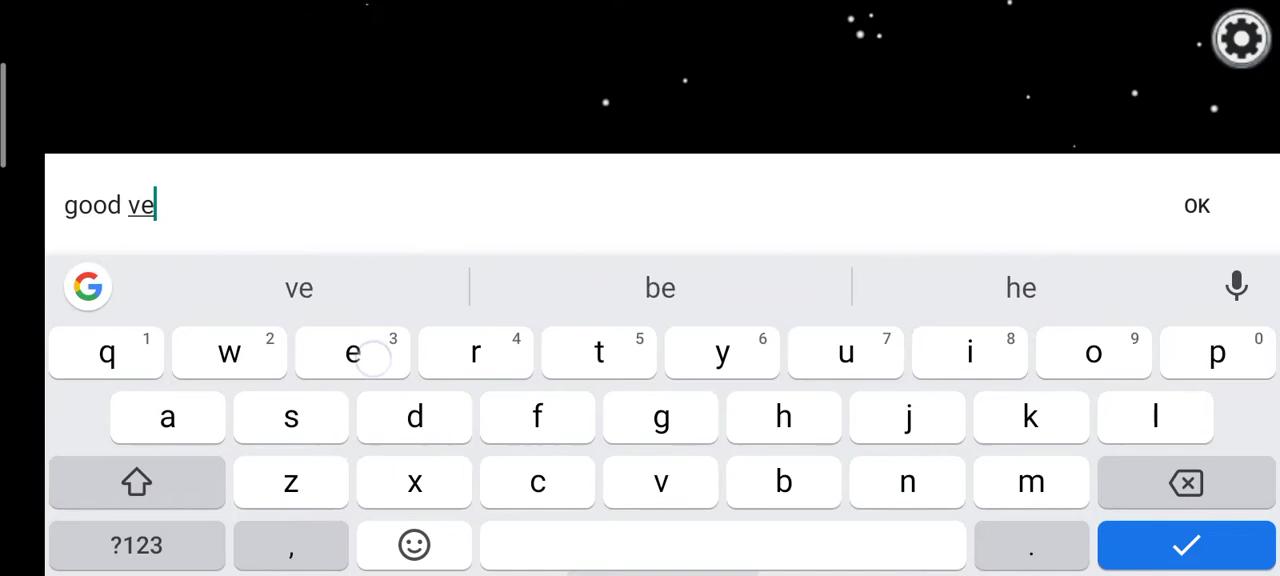 good ve
OK
ve be he
q 1 w 2 e 3 r 4 t 5 y 6 u 7 i 8 o 9 p 0
a s d f g h j k l
z x c v b n m
?123 , .